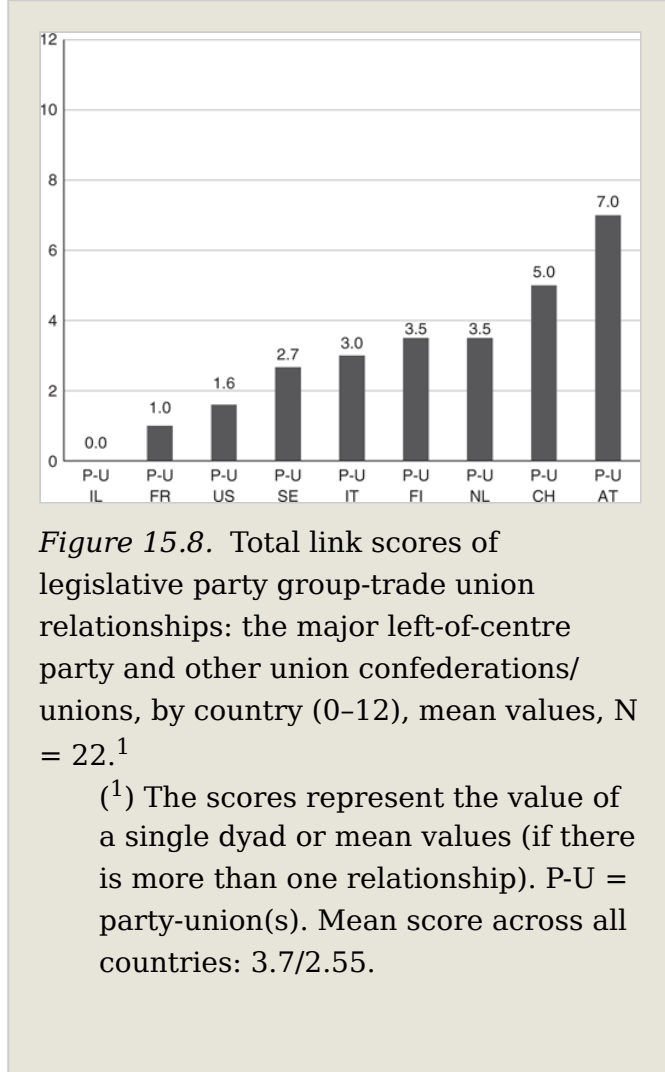 12
10
8
6
4
2
0
0.0
1.0
1.6
2.7
3.0
3.5
3.5
5.0
7.0
P-U P-U P-U P-U P-U P-U P-U P-U P-U
IL FR US SE IT FI NL CH AT
Figure 15.8. Total link scores of
legislative party group-trade union
relationships: the major left-of-centre
party and other union confederations/
unions, by country (0–12), mean values, N
= 22.1
(1) The scores represent the value of
a single dyad or mean values (if there
is more than one relationship). P-U =
party-union(s). Mean score across all
countries: 3.7/2.55.